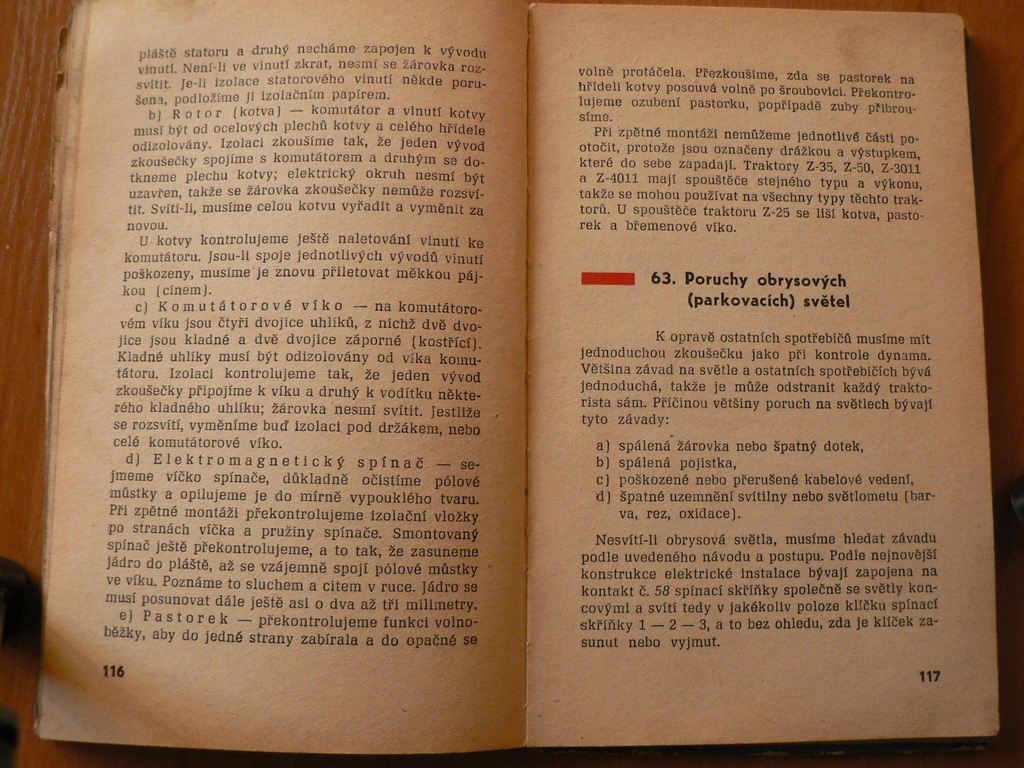 pláště statoru a druhý necháme zapojen k vývodu
vinutí. Není-li ve vinutí zkrat, nesmí se žárovka roz-
svítit. Je-li izolace statorového vinutí někde poru-
šena, podložíme ji izolačním papírem.
b) Rotor (kotva) — komutátor a vinutí kotvy
musí být od ocelových plechů kotvy a celého hřídele
odizolovány. Izolaci zkoušíme tak, že jeden vývod
zkoušečky spojíme s komutátorem a druhým se do-
tkneme plechu kotvy; elektrický okruh nesmí být
uzavřen, takže se žárovka zkoušečky nemůže rozsví-
tit. Svítí-li, musíme celou kotvu vyřadit a vyměnit za
novou.
U kotvy kontrolujeme ještě naletování vinutí ke
komutátoru. Jsou-li spoje jednotlivých vývodů vinutí
poškozeny, musíme je znovu přiletovat měkkou páj-
kou (cínem).
c) Komutátorové víko — na komutátoro-
vém víku jsou čtyři dvojice uhlíků, z nichž dvě dvo-
jice jsou kladné a dvě dvojice záporné (kostřící).
Kladné uhlíky musí být odizolovány od víka komu-
tátoru. Izolaci kontrolujeme tak, že jeden vývod
zkoušečky připojíme k víku a druhý k vodítku někte-
rého kladného uhlíku; žárovka nesmí svítit. Jestliže
se rozsvítí, vyměníme buď izolaci pod držákem, nebo
celé komutátorové víko.
d) Elektromagnetický spínač — se-
jmeme víčko spínače, důkladně očistíme pólové
můstky a opilujeme je do mírně vypouklého tvaru.
Při zpětné montáži překontrolujeme izolační vložky
po stranách víčka a pružiny spínače. Smontovaný
spínač ještě překontrolujeme, a to tak, že zasuneme
jádro do pláště, až se vzájemně spojí pólové můstky
ve víku. Poznáme to sluchem a citem v ruce. Jádro se
musí posunovat dále ještě asi o dva až tři milimetry.
e) Pastorek — překontrolujeme funkci volno-
běžky, aby do jedné strany zabírala a do opačné se
116
volně protáčela. Přezkoušíme, zda se pastorek na
hřídeli kotvy posouvá volně po šroubovici. Překontro-
lujeme ozubení pastorku, popřípadě zuby přibrou-
síme.
Při zpětné montáži nemůžeme jednotlivé části po-
otočit, protože jsou označeny drážkou a výstupkem,
které do sebe zapadají. Traktory Z-35, Z-50, Z-3011
a Z-4011 mají spouštěče stejného typu a výkonu,
takže se mohou používat na všechny typy těchto trak-
torů. U spouštěče traktoru Z-25 se liší kotva, pasto-
rek a břemenové víko.
63. Poruchy obrysových
(parkovacích) světel
K opravě ostatních spotřebičů musíme mít
jednoduchou zkoušečku jako při kontrole dynama.
Většina závad na světle a ostatních spotřebičích bývá
jednoduchá, takže je může odstranit každý trakto-
rista sám. Příčinou většiny poruch na světlech bývají
tyto závady:
a) spálená žárovka nebo špatný dotek,
b) spálená pojistka,
c) poškozené nebo přerušené kabelové vedení,
d) špatné uzemnění svítilny nebo světlometu (bar-
va, rez, oxidace).
Nesvítí-li obrysová světla, musíme hledat závadu
podle uvedeného návodu a postupu. Podle nejnovější
konstrukce elektrické instalace bývají zapojena na
kontakt č. 58 spínací skříňky společně se světly kon-
covými a svítí tedy v jakékoliv poloze klíčku spínací
skříňky 1 — 2 — 3, a to bez ohledu, zda je klíček za-
sunut nebo vyjmut.
117